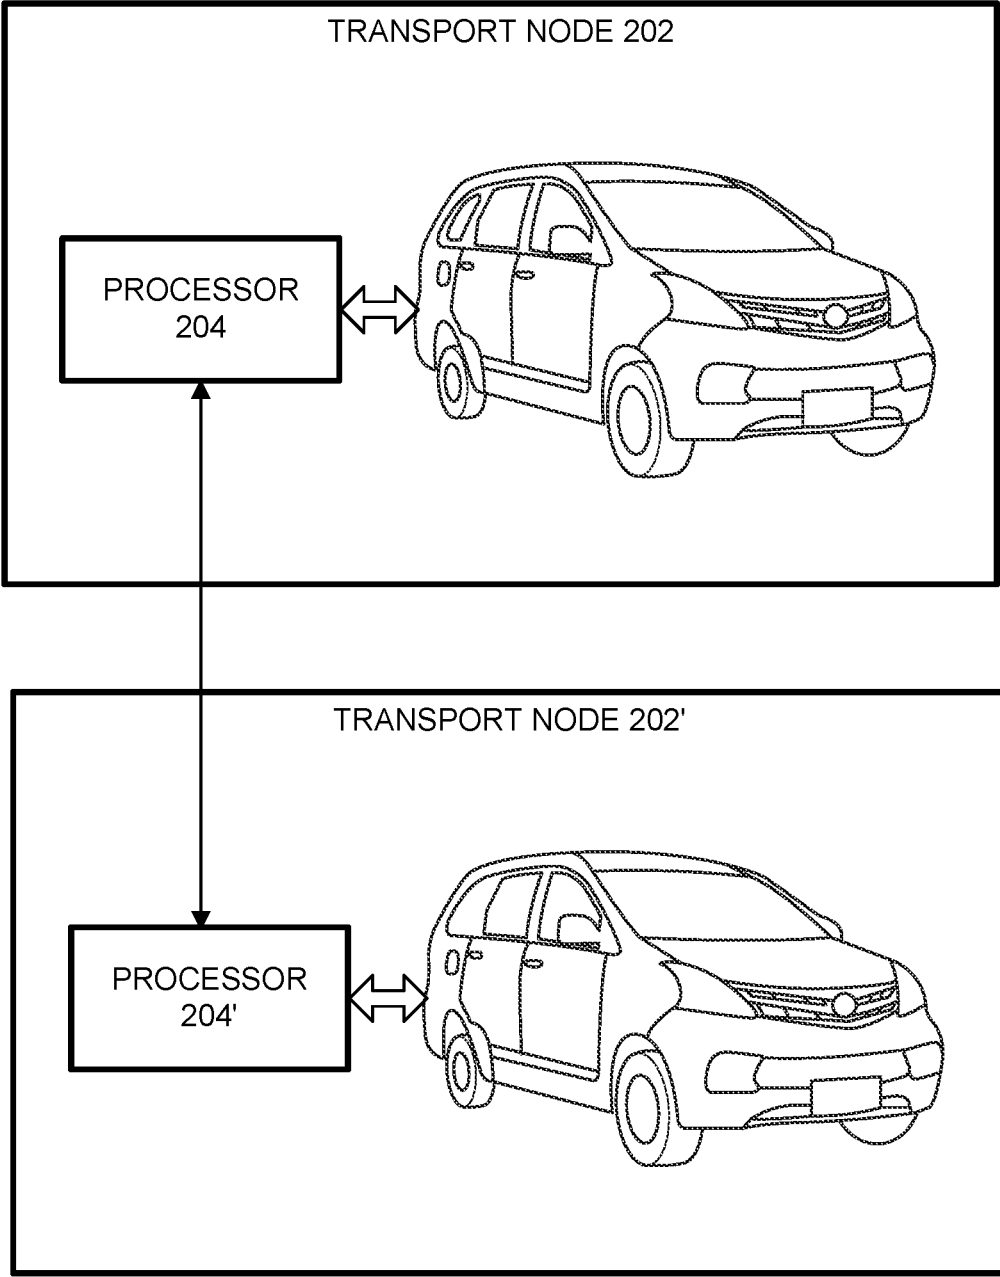 TRANSPORT NODE 202
PROCESSOR
204
TRANSPORT NODE 202'
PROCESSOR
204'